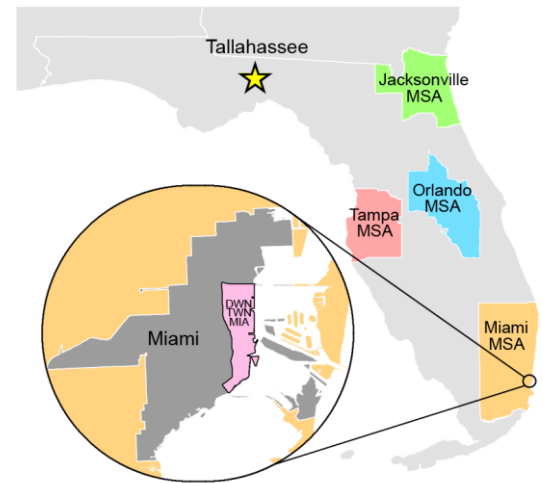 Tallahassee
Jacksonville
MSA
Orlando
MSA
Tampa
MSA
DWN
TWN
MIA
Miami
Miami
MSA